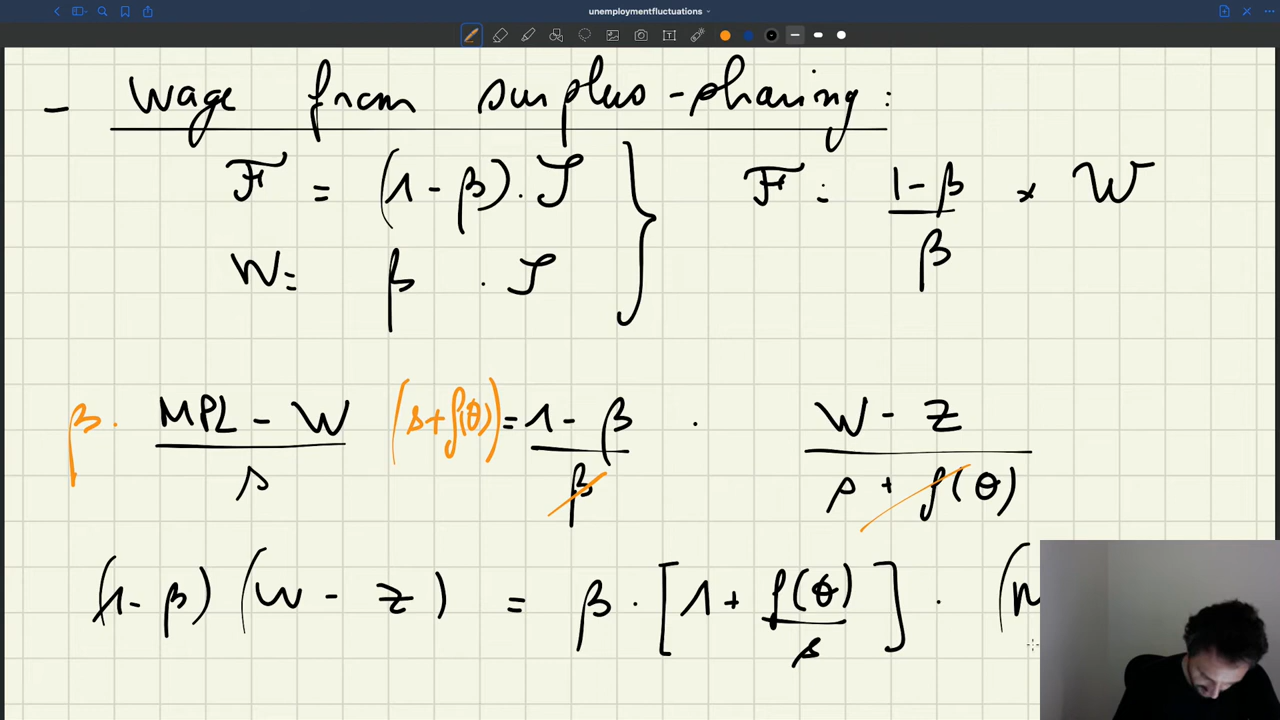 unemploymentfluctuations
- Wage from surplus-sharing :
F = (1-β). S } F = 1-β / β × W
W = β . S
β. MPL - W / s (s+f(θ)) = 1-β / β . W - z / s + f(θ)
(1-β) (W - z) = β . [1 + f(θ) / s] . (